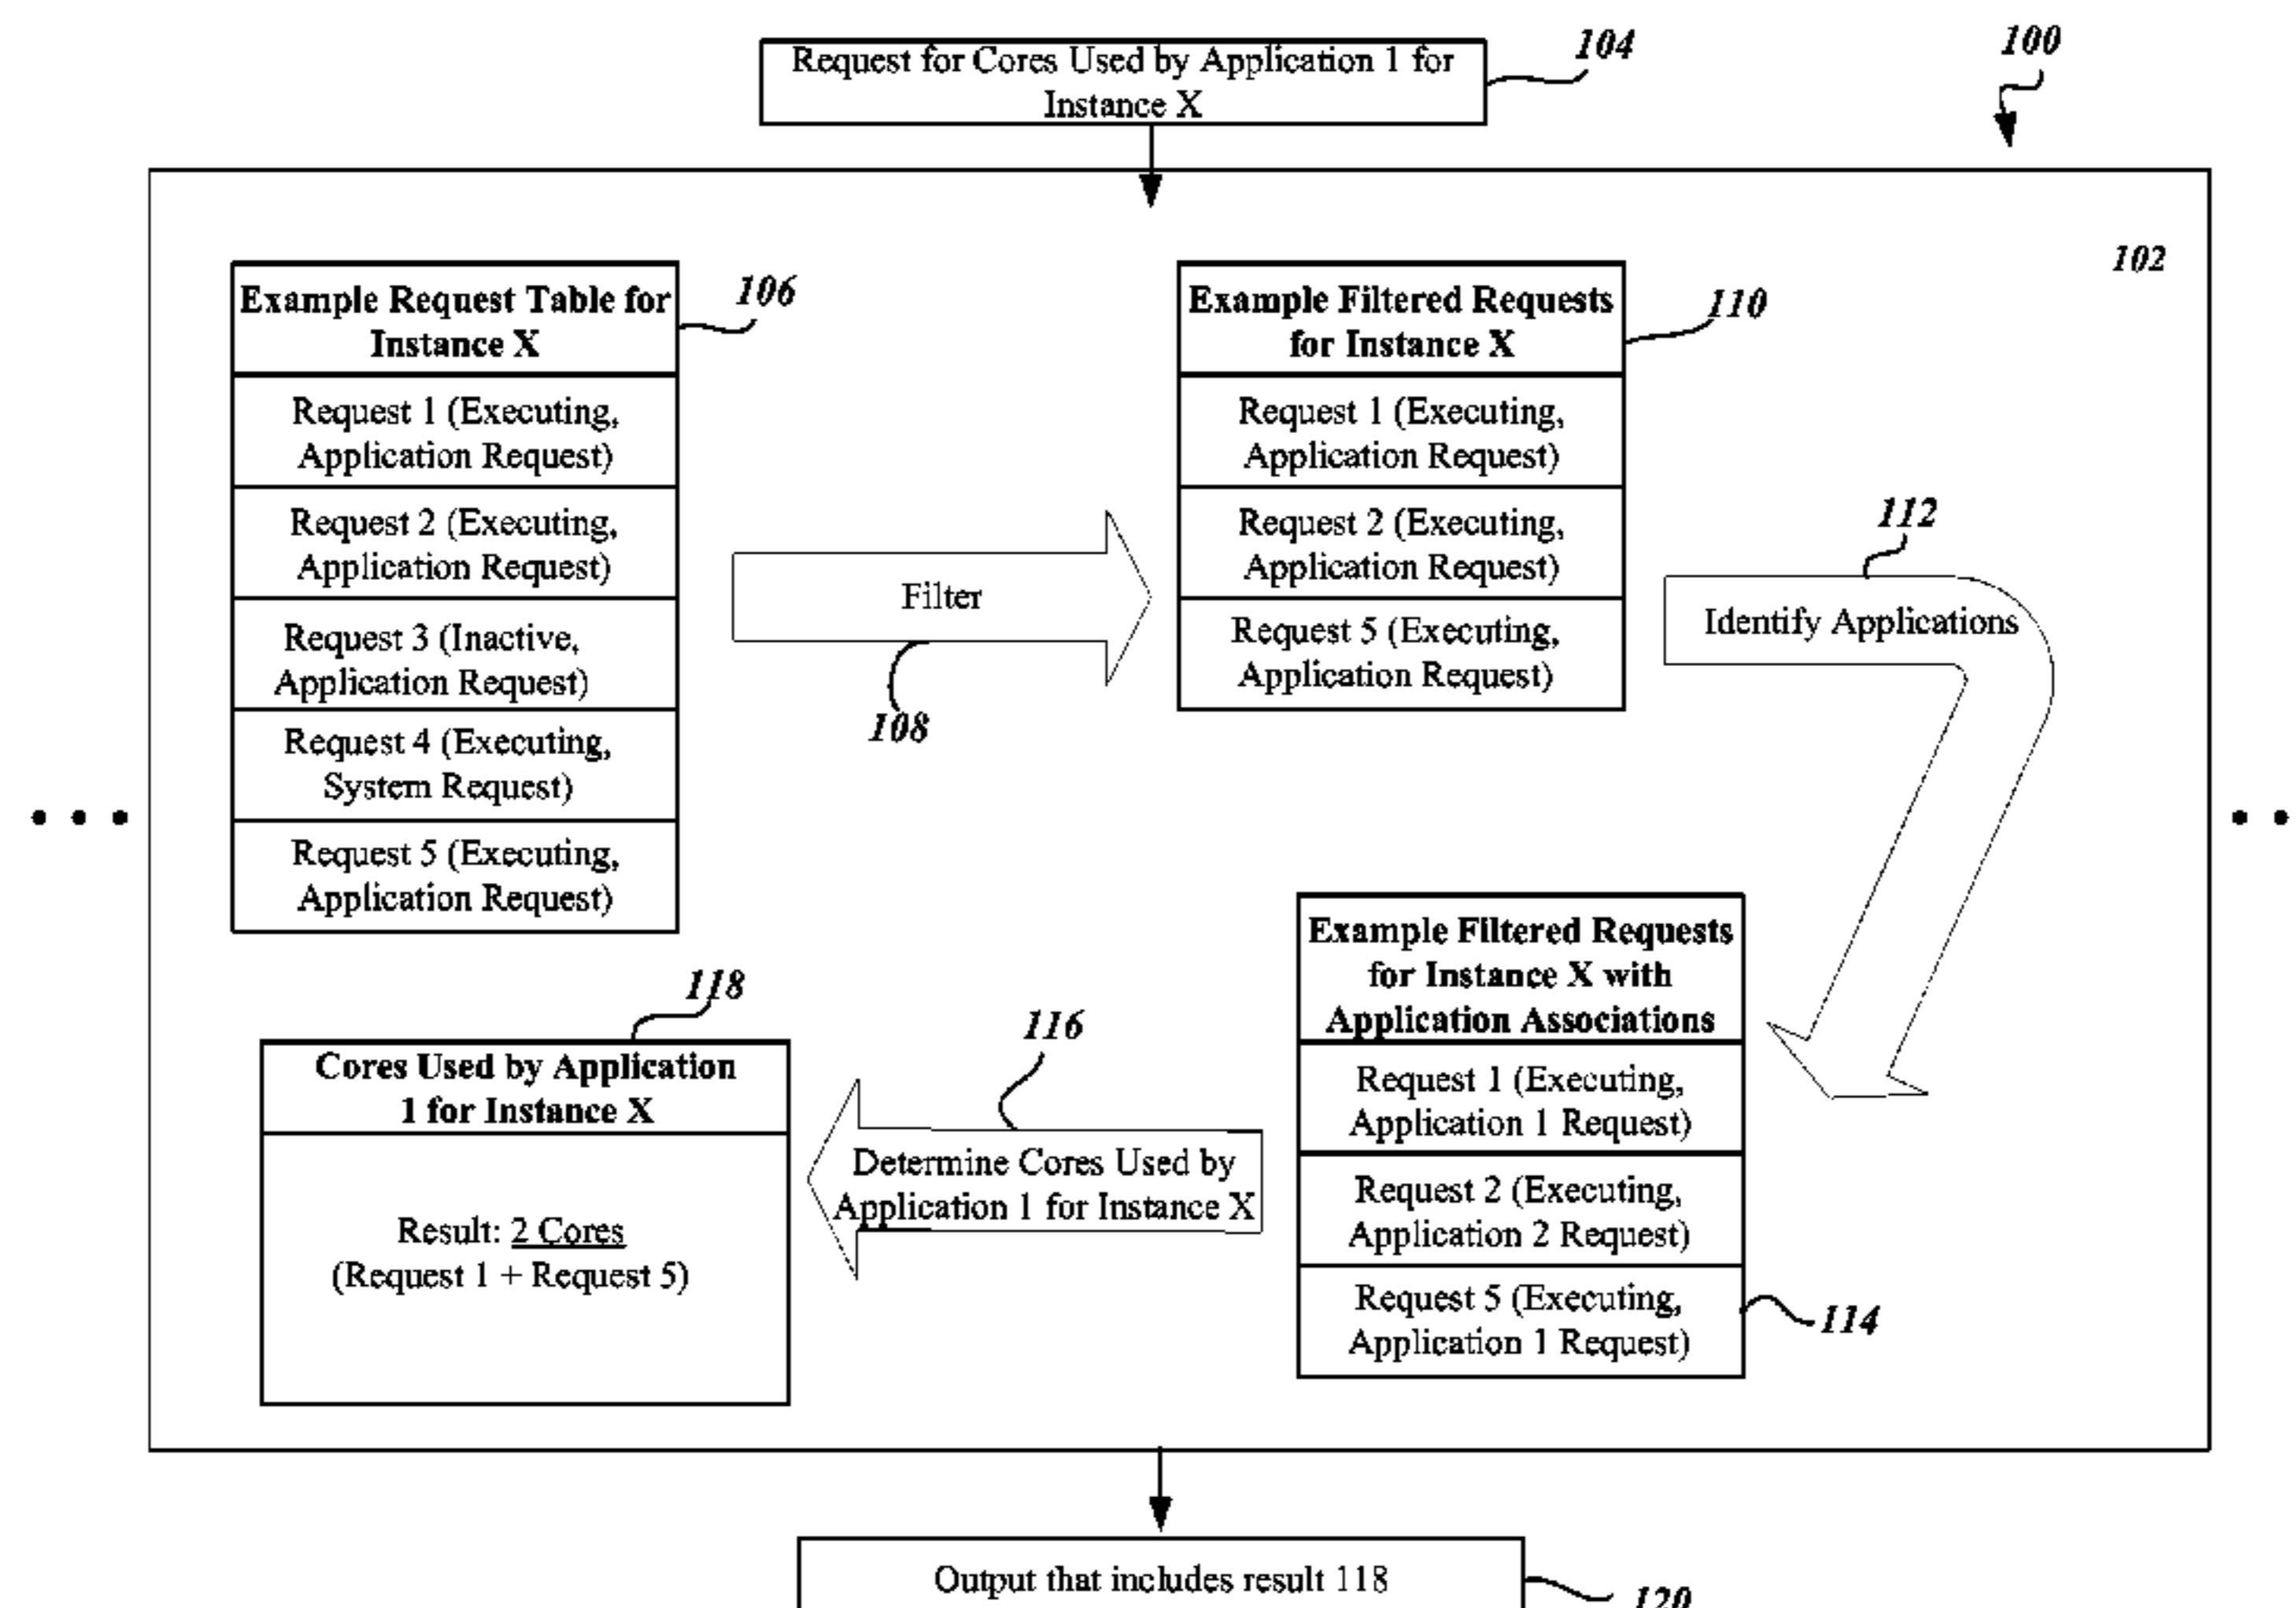 Request for Cores Used by Application 1 for
Instance X
104
100
102
Example Request Table for
Instance X
106
Request 1 (Executing,
Application Request)
Request 2 (Executing,
Application Request)
Request 3 (Inactive,
Application Request)
Request 4 (Executing,
System Request)
Request 5 (Executing,
Application Request)
Filter
108
Example Filtered Requests
for Instance X
110
Request 1 (Executing,
Application Request)
Request 2 (Executing,
Application Request)
Request 5 (Executing,
Application Request)
112
Identify Applications
Example Filtered Requests
for Instance X with
Application Associations
Request 1 (Executing,
Application 1 Request)
Request 2 (Executing,
Application 2 Request)
Request 5 (Executing,
Application 1 Request)
114
116
Determine Cores Used by
Application 1 for Instance X
118
Cores Used by Application
1 for Instance X
Result: 2 Cores
(Request 1 + Request 5)
Output that includes result 118
120